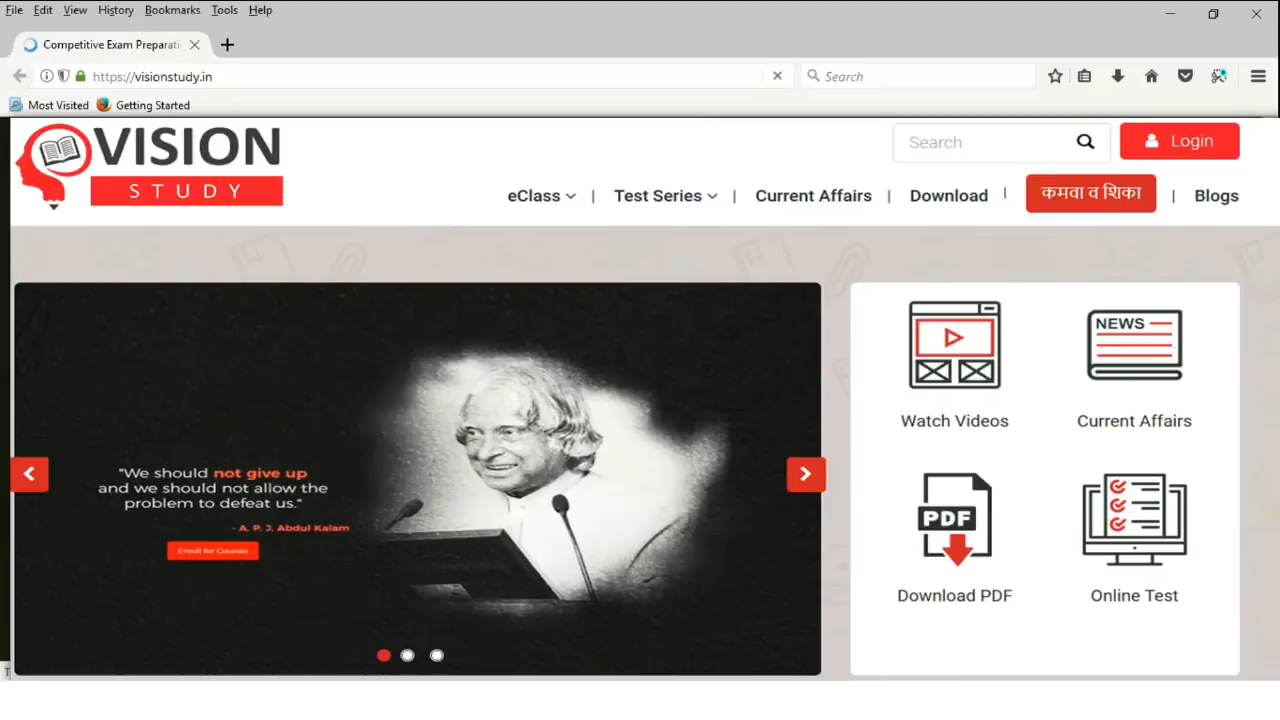 File Edit View History Bookmarks Tools Help
Competitive Exam Preparati
https://visionstudy.in
Search
Most Visited
Getting Started
VISION
STUDY
Search
Login
eClass | Test Series | Current Affairs | Download | कमवा व शिका | Blogs
"We should not give up
and we should not allow the
problem to defeat us."
- A. P. J. Abdul Kalam
Enroll for Courses
NEWS
Watch Videos
Current Affairs
PDF
Download PDF
Online Test